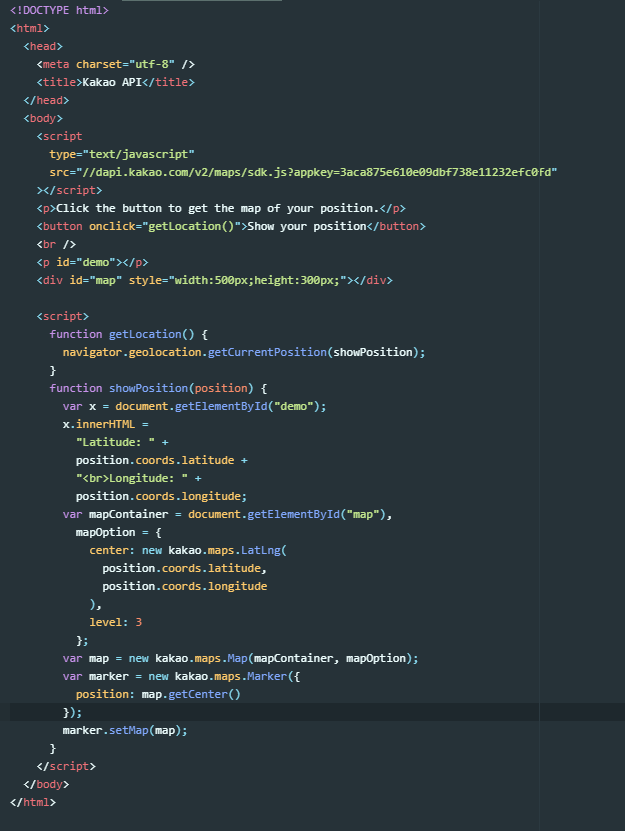 <!DOCTYPE html>
<html>
  <head>
    <meta charset="utf-8" />
    <title>Kakao API</title>
  </head>
  <body>
    <script
      type="text/javascript"
      src="//dapi.kakao.com/v2/maps/sdk.js?appkey=3aca875e610e09dbf738e11232efc0fd"
    ></script>
    <p>Click the button to get the map of your position.</p>
    <button onclick="getLocation()">Show your position</button>
    <br />
    <p id="demo"></p>
    <div id="map" style="width:500px;height:300px;"></div>

    <script>
      function getLocation() {
        navigator.geolocation.getCurrentPosition(showPosition);
      }
      function showPosition(position) {
        var x = document.getElementById("demo");
        x.innerHTML =
          "Latitude: " +
          position.coords.latitude +
          "<br>Longitude: " +
          position.coords.longitude;
        var mapContainer = document.getElementById("map"),
          mapOption = {
            center: new kakao.maps.LatLng(
              position.coords.latitude,
              position.coords.longitude
            ),
            level: 3
          };
        var map = new kakao.maps.Map(mapContainer, mapOption);
        var marker = new kakao.maps.Marker({
          position: map.getCenter()
        });
        marker.setMap(map);
      }
    </script>
  </body>
</html>